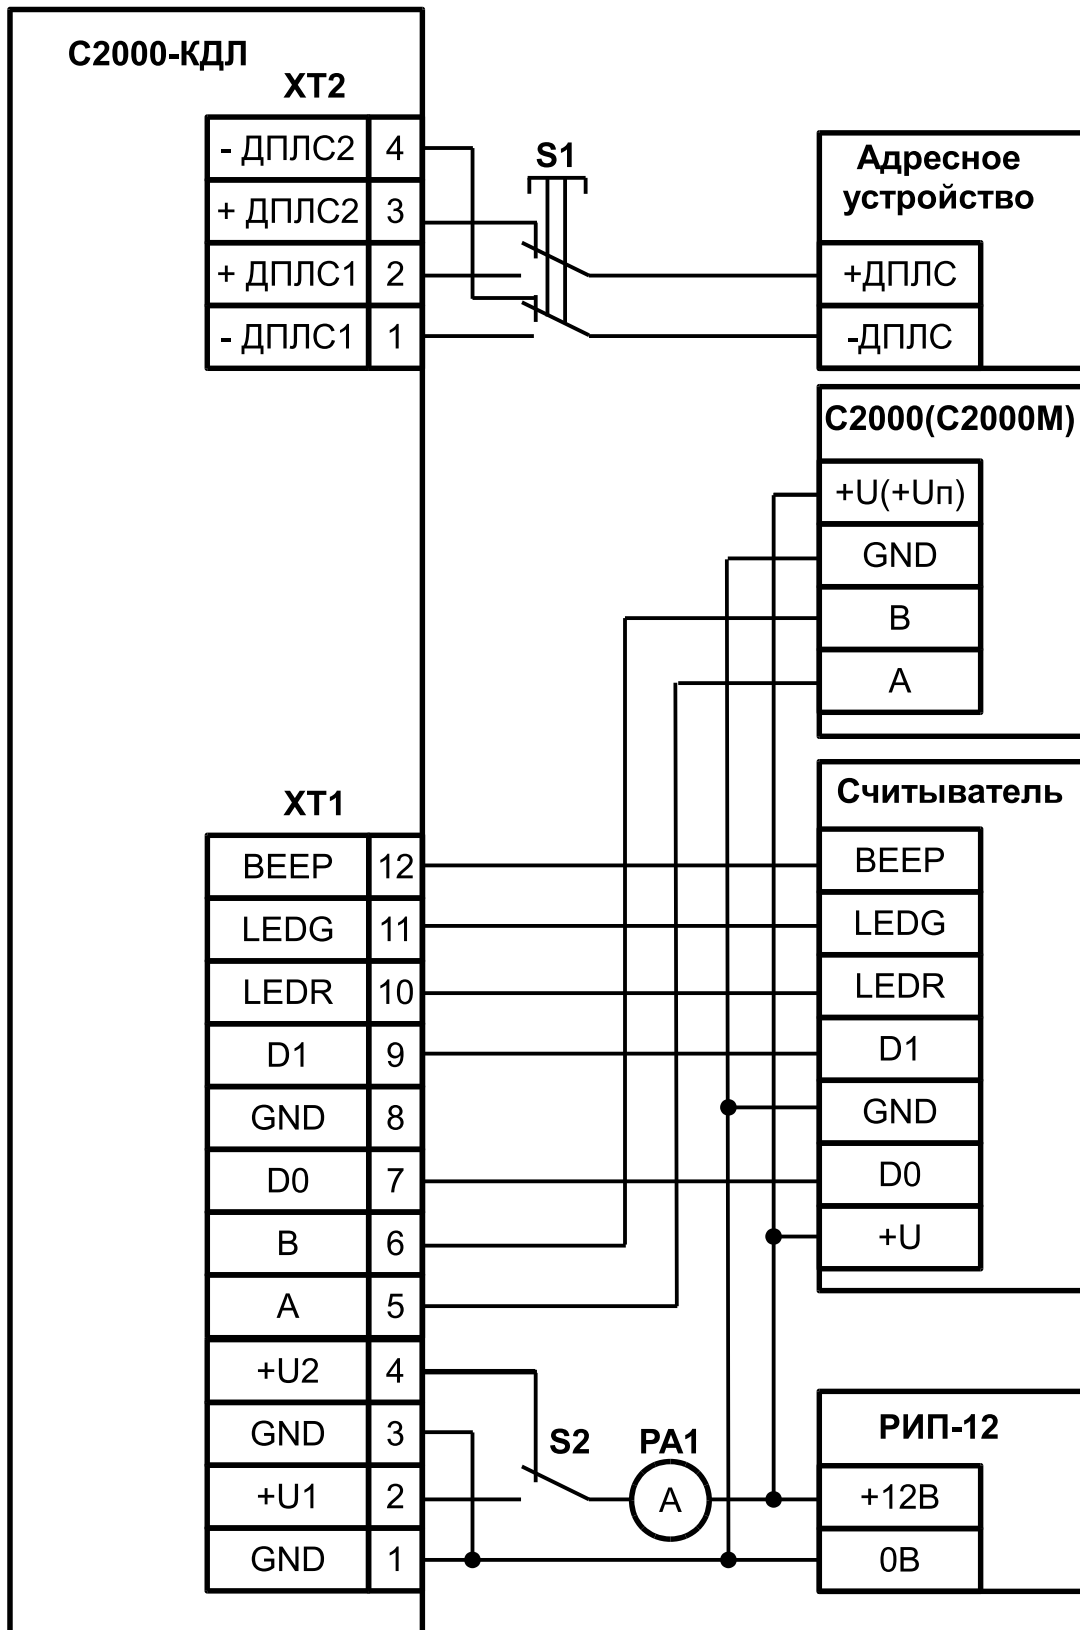 С2000-КДЛ
XT2
- ДПЛС2 4
+ ДПЛС2 3
+ ДПЛС1 2
- ДПЛС1 1
S1
Адресное
устройство
+ДПЛС
-ДПЛС
С2000(С2000М)
+U(+Uп)
GND
B
A
XT1
BEEP 12
LEDG 11
LEDR 10
D1 9
GND 8
D0 7
B 6
A 5
+U2 4
GND 3
+U1 2
GND 1
Считыватель
BEEP
LEDG
LEDR
D1
GND
D0
+U
S2
PA1
A
РИП-12
+12В
0В